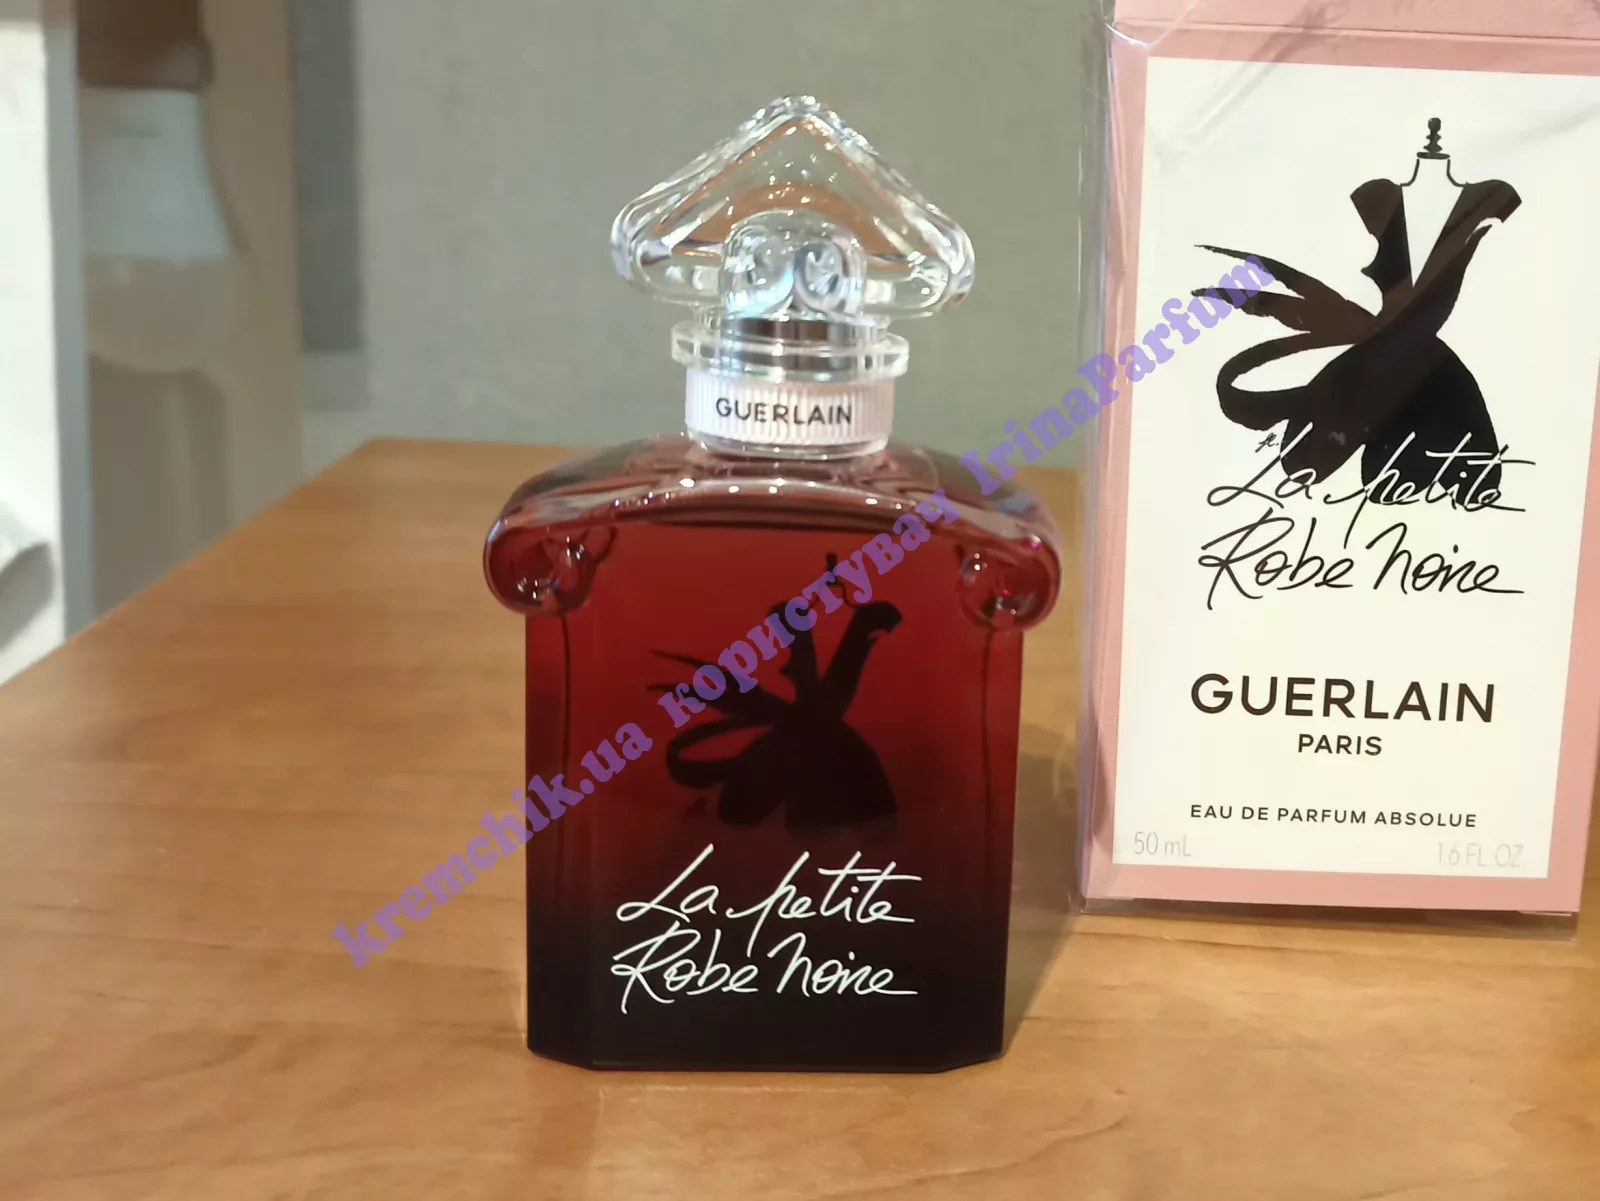 GUERLAIN
La petite
Robe Noire
La petite
Robe Noire
GUERLAIN
PARIS
EAU DE PARFUM ABSOLUE
50 mL 1.6 FL OZ
kremchik.ua користувач IrinaParfum